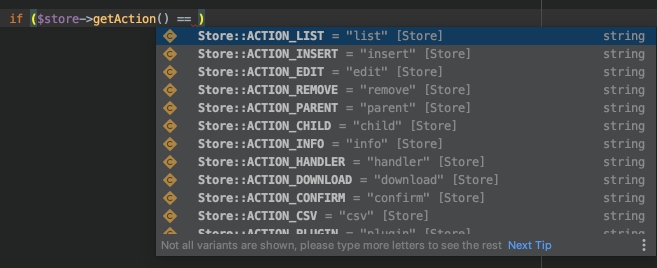 if ($store->getAction() == )
C Store::ACTION_LIST = "list" [Store] string
C Store::ACTION_INSERT = "insert" [Store] string
C Store::ACTION_EDIT = "edit" [Store] string
C Store::ACTION_REMOVE = "remove" [Store] string
C Store::ACTION_PARENT = "parent" [Store] string
C Store::ACTION_CHILD = "child" [Store] string
C Store::ACTION_INFO = "info" [Store] string
C Store::ACTION_HANDLER = "handler" [Store] string
C Store::ACTION_DOWNLOAD = "download" [Store] string
C Store::ACTION_CONFIRM = "confirm" [Store] string
C Store::ACTION_CSV = "csv" [Store] string
C Store::ACTION_PLUGIN = "plugin" [Store] string
Not all variants are shown, please type more letters to see the rest Next Tip